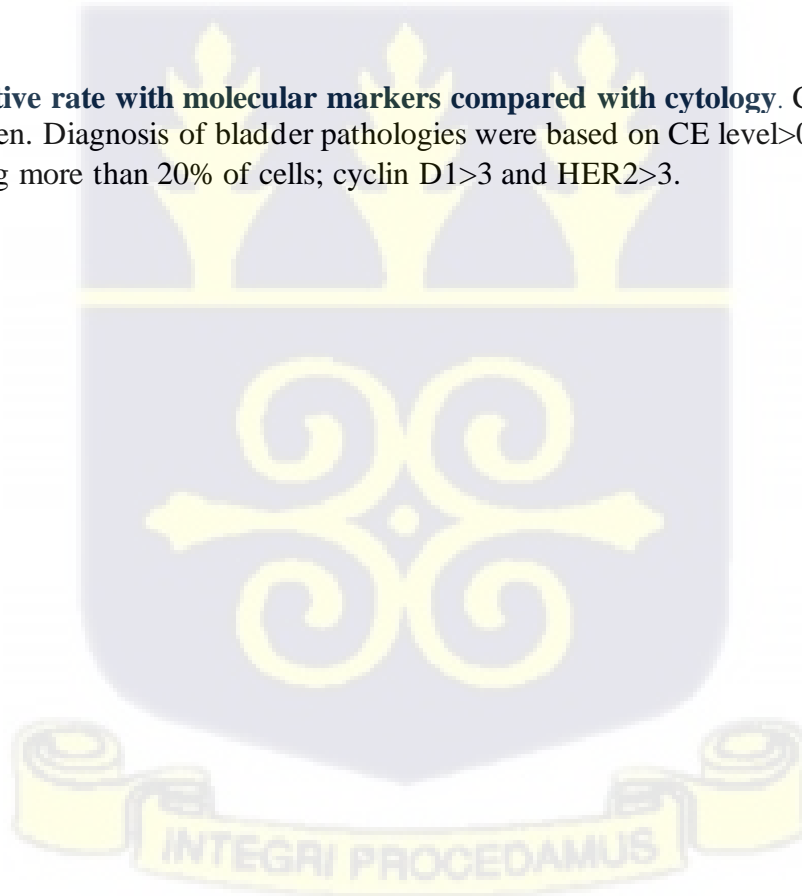 tive rate with molecular markers compared with cytology. C
en. Diagnosis of bladder pathologies were based on CE level>0
g more than 20% of cells; cyclin D1>3 and HER2>3.
INTEGRI PROCEDAMUS